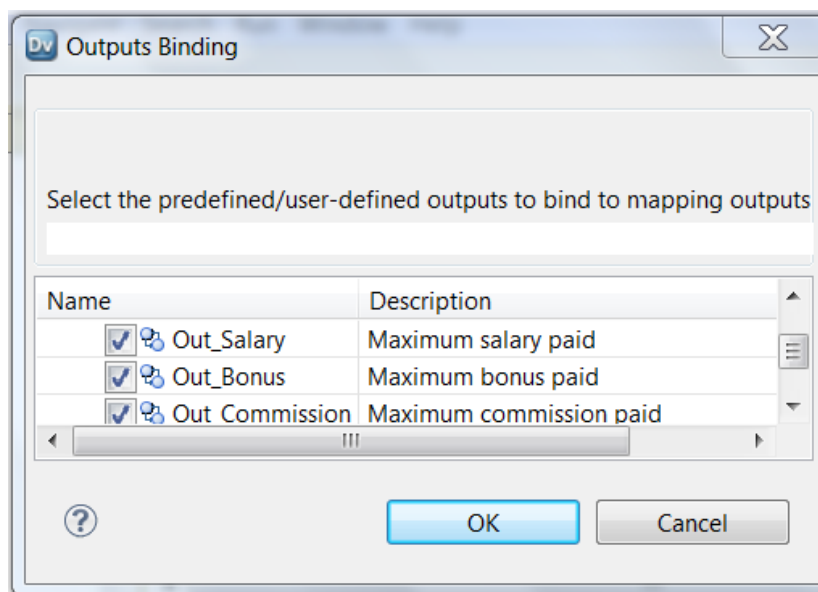 Dv Outputs Binding
Select the predefined/user-defined outputs to bind to mapping outputs
Name Description
Out_Salary Maximum salary paid
Out_Bonus Maximum bonus paid
Out_Commission Maximum commission paid
? OK Cancel